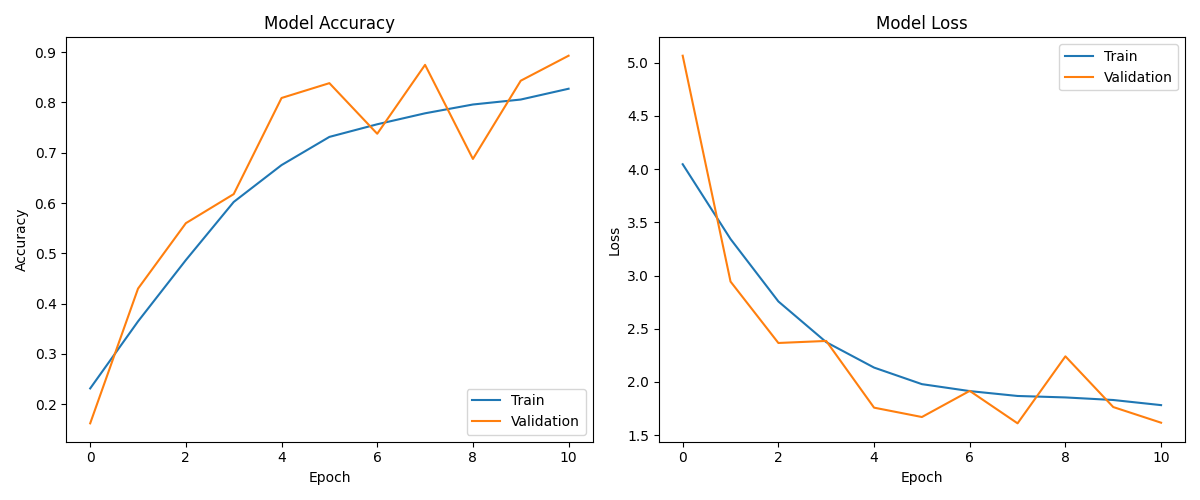 Model Accuracy
0.9
0.8
0.7
0.6
0.5
0.4
0.3
0.2
Accuracy
0 2 4 6 8 10
Epoch
Train
Validation
Model Loss
5.0
4.5
4.0
3.5
3.0
2.5
2.0
1.5
Loss
0 2 4 6 8 10
Epoch
Train
Validation